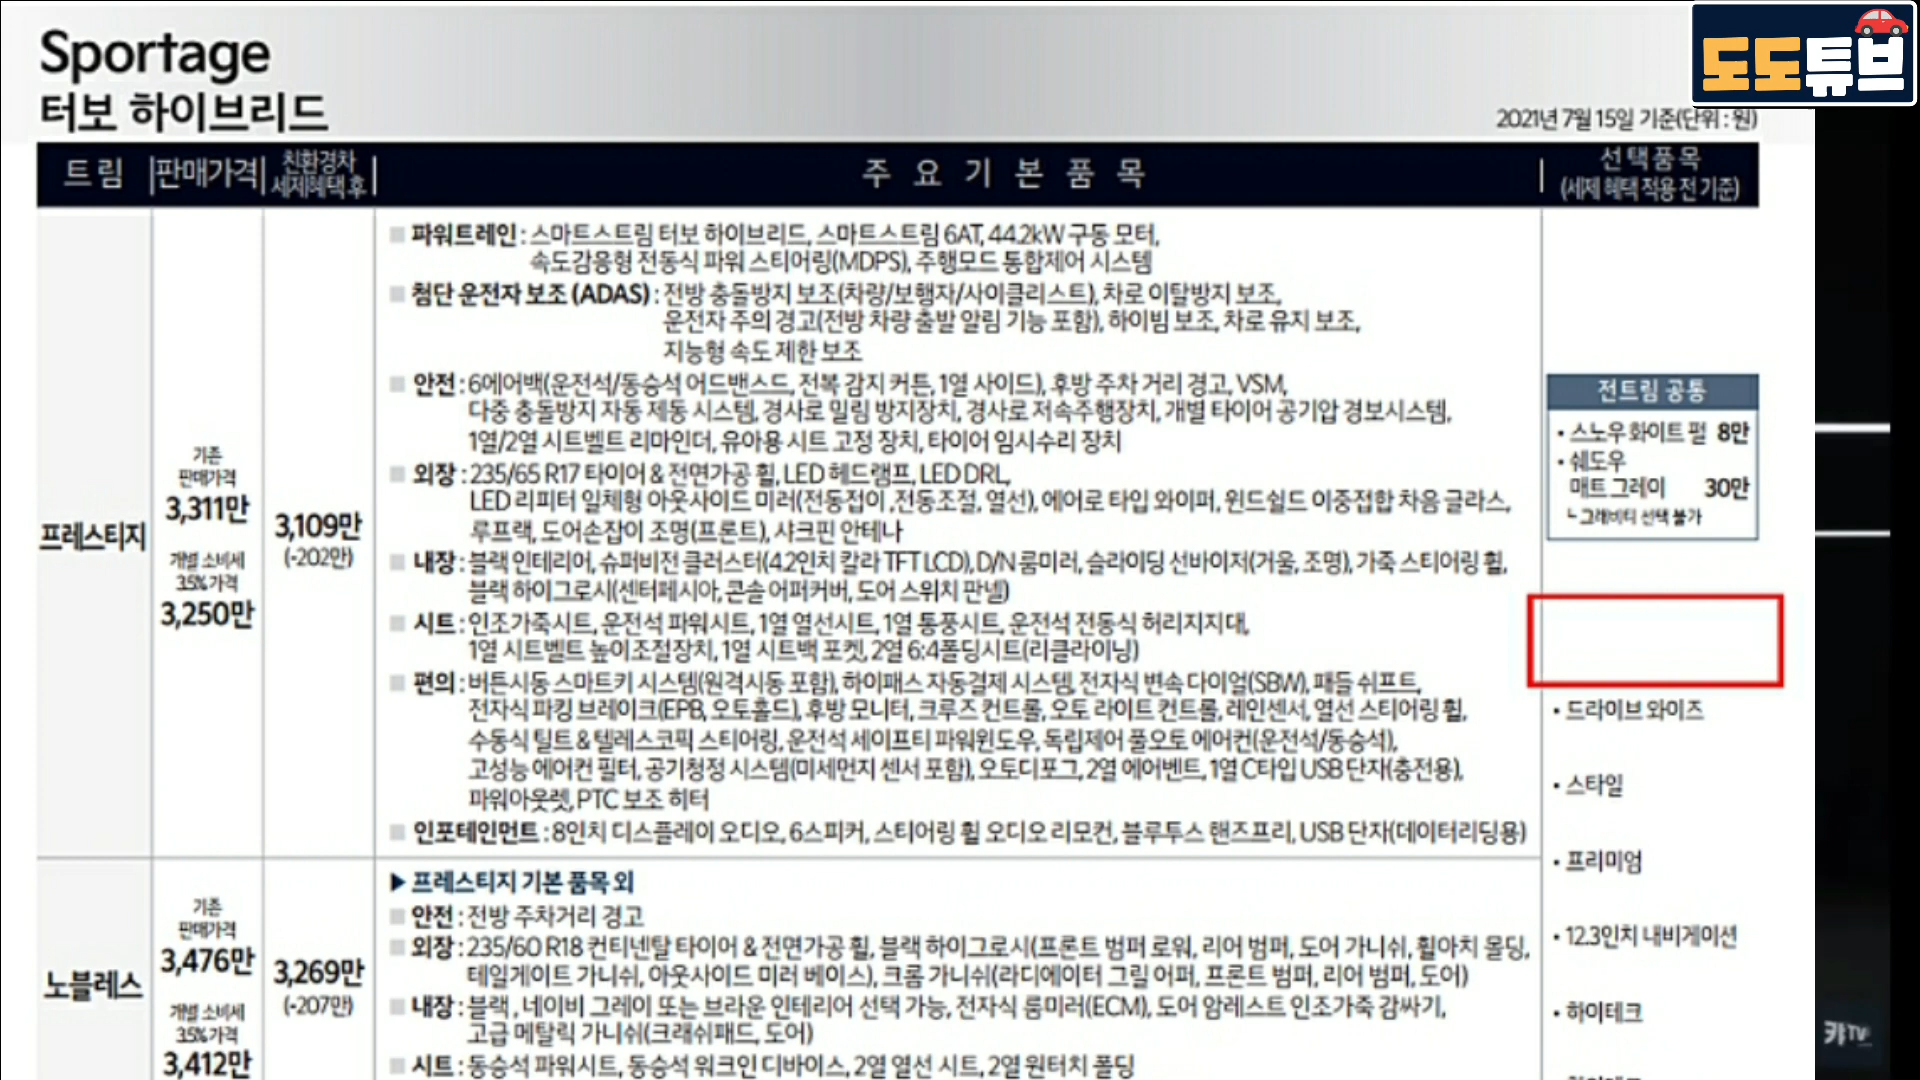 Sportage
터보 하이브리드
도도튜브
2021년 7월 15일 기준(단위 : 원)
트림 판매가격 친환경차 세제혜택 후 주요기본품목 선택품목
(세제 혜택 적용 전 기준)
프레스티지
기존
판매가격
3,311만
개별 소비세
3.5% 가격
3,250만
3,109만
(-202만)
파워트레인 : 스마트스트림 터보 하이브리드, 스마트스트림 6AT, 44.2kW 구동 모터,
속도감응형 전동식 파워 스티어링(MDPS), 주행모드 통합제어 시스템
첨단 운전자 보조 (ADAS) : 전방 충돌방지 보조(차량/보행자/사이클리스트), 차로 이탈방지 보조,
운전자 주의 경고(전방 차량 출발 알림 기능 포함), 하이빔 보조, 차로 유지 보조,
지능형 속도 제한 보조
안전 : 6에어백(운전석/동승석 어드밴스드, 전복 감지 커튼, 1열 사이드), 후방 주차 거리 경고, VSM,
다중 충돌방지 자동 제동 시스템, 경사로 밀림 방지장치, 경사로 저속주행장치, 개별 타이어 공기압 경보시스템,
1열/2열 시트벨트 리마인더, 유아용 시트 고정 장치, 타이어 임시수리 장치
외장 : 235/65 R17 타이어 & 전면가공 휠, LED 헤드램프, LED DRL,
LED 리피터 일체형 아웃사이드 미러(전동접이 ,전동조절, 열선), 에어로 타입 와이퍼, 윈드쉴드 이중접합 차음 글라스,
루프랙, 도어손잡이 조명(프론트), 샤크핀 안테나
내장 : 블랙 인테리어, 슈퍼비전 클러스터(4.2인치 칼라 TFT LCD), D/N 룸미러, 슬라이딩 선바이저(거울, 조명), 가죽 스티어링 휠,
블랙 하이그로시(센터페시아, 콘솔 어퍼커버, 도어 스위치 판넬)
시트 : 인조가죽시트, 운전석 파워시트, 1열 열선시트, 1열 통풍시트, 운전석 전동식 허리지지대,
1열 시트벨트 높이조절장치, 1열 시트백 포켓, 2열 6:4폴딩시트(리클라이닝)
편의 : 버튼시동 스마트키 시스템(원격시동 포함), 하이패스 자동결제 시스템, 전자식 변속 다이얼(SBW), 패들 쉬프트,
전자식 파킹 브레이크(EPB, 오토홀드), 후방 모니터, 크루즈 컨트롤, 오토 라이트 컨트롤, 레인센서, 열선 스티어링 휠,
수동식 틸트 & 텔레스코픽 스티어링, 운전석 세이프티 파워윈도우, 독립제어 풀오토 에어컨(운전석/동승석),
고성능 에어컨 필터, 공기청정 시스템(미세먼지 센서 포함), 오토디포그, 2열 에어벤트, 1열 C타입 USB 단자(충전용),
파워아웃렛, PTC 보조 히터
인포테인먼트 : 8인치 디스플레이 오디오, 6스피커, 스티어링 휠 오디오 리모컨, 블루투스 핸즈프리, USB 단자(데이터리딩용)
전트림 공통
• 스노우 화이트 펄 8만
• 쉐도우
매트 그레이 30만
└ 그래비티 선택 불가
• 드라이브 와이즈
• 스타일
• 프리미엄
• 12.3인치 내비게이션
• 하이테크
노블레스
기존
판매가격
3,476만
개별 소비세
3.5% 가격
3,412만
3,269만
(-207만)
▶ 프레스티지 기본 품목 외
안전 : 전방 주차거리 경고
외장 : 235/60 R18 컨티넨탈 타이어 & 전면가공 휠, 블랙 하이그로시(프론트 범퍼 로워, 리어 범퍼, 도어 가니쉬, 휠아치 몰딩,
테일게이트 가니쉬, 아웃사이드 미러 베이스), 크롬 가니쉬(라디에이터 그릴 어퍼, 프론트 범퍼, 리어 범퍼, 도어)
내장 : 블랙 , 네이비 그레이 또는 브라운 인테리어 선택 가능, 전자식 룸미러(ECM), 도어 암레스트 인조가죽 감싸기,
고급 메탈릭 가니쉬(크래쉬패드, 도어)
시트 : 동승석 파워시트, 동승석 워크인 디바이스, 2열 열선 시트, 2열 원터치 폴딩
캬TV